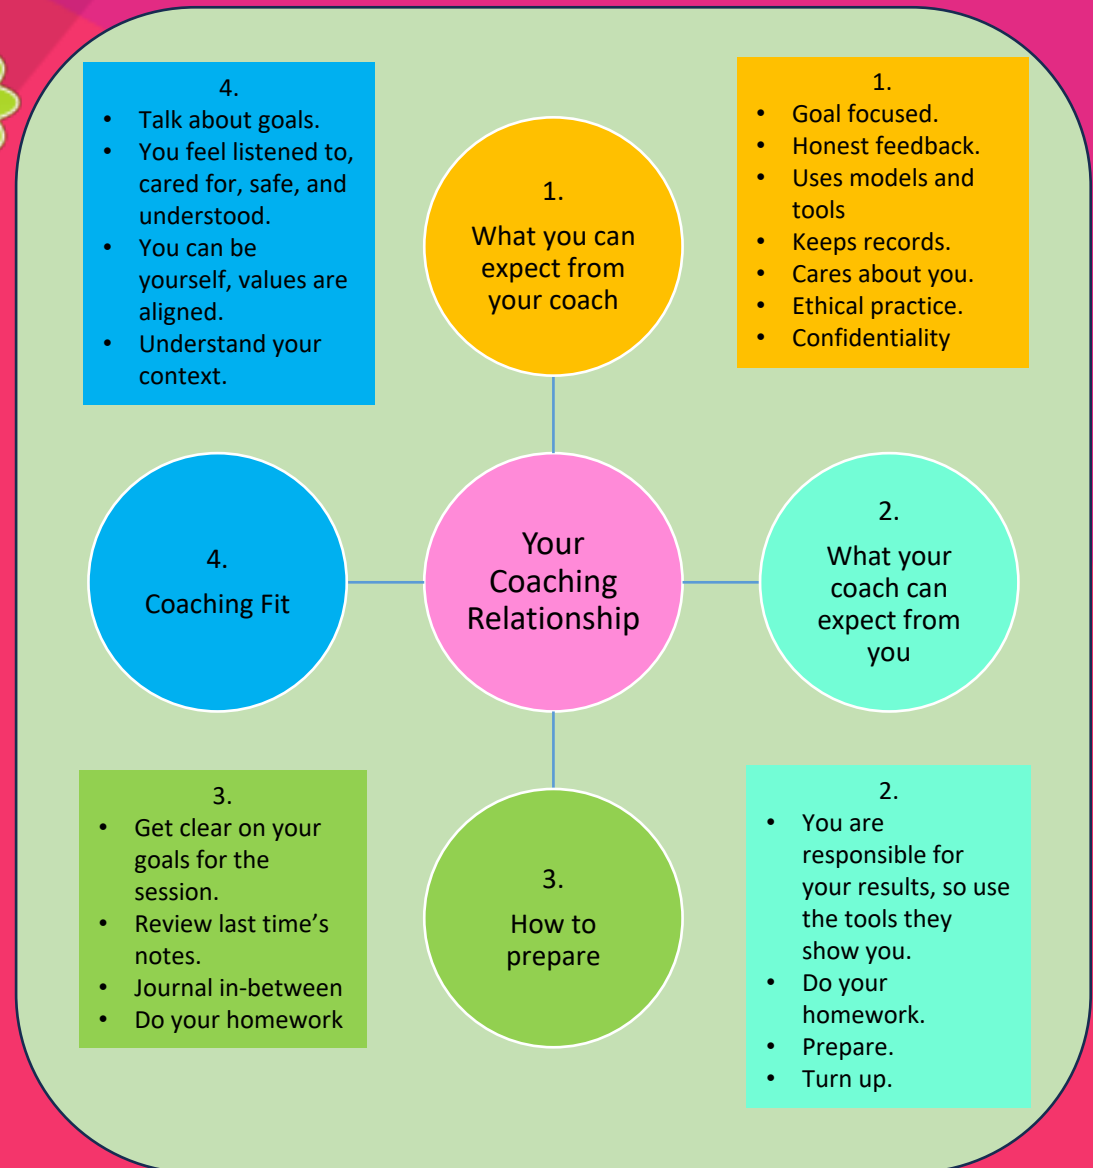 4.
• Talk about goals.
• You feel listened to,
cared for, safe, and
understood.
• You can be
yourself, values are
aligned.
• Understand your
context.
1.
What you can
expect from
your coach
1.
• Goal focused.
• Honest feedback.
• Uses models and
tools
• Keeps records.
• Cares about you.
• Ethical practice.
• Confidentiality
4.
Coaching Fit
Your
Coaching
Relationship
2.
What your
coach can
expect from
you
3.
• Get clear on your
goals for the
session.
• Review last time’s
notes.
• Journal in-between
• Do your homework
3.
How to
prepare
2.
• You are
responsible for
your results, so use
the tools they
show you.
• Do your
homework.
• Prepare.
• Turn up.